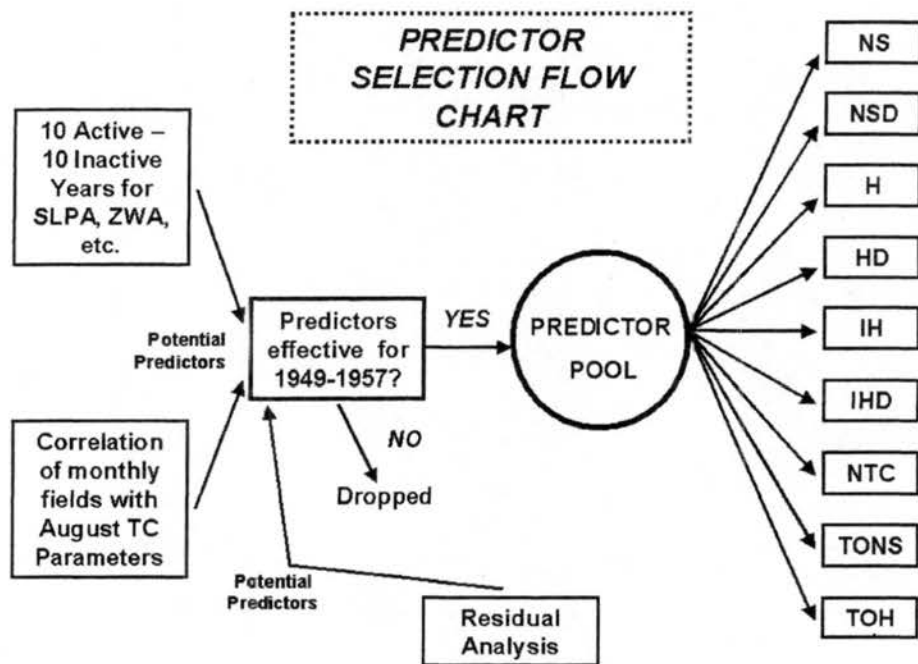 PREDICTOR
SELECTION FLOW
CHART
10 Active –
10 Inactive
Years for
SLPA, ZWA,
etc.
Potential
Predictors
Correlation
of monthly
fields with
August TC
Parameters
Predictors
effective for
1949-1957?
YES
NO
Dropped
Potential
Predictors
Residual
Analysis
PREDICTOR
POOL
NS
NSD
H
HD
IH
IHD
NTC
TONS
TOH